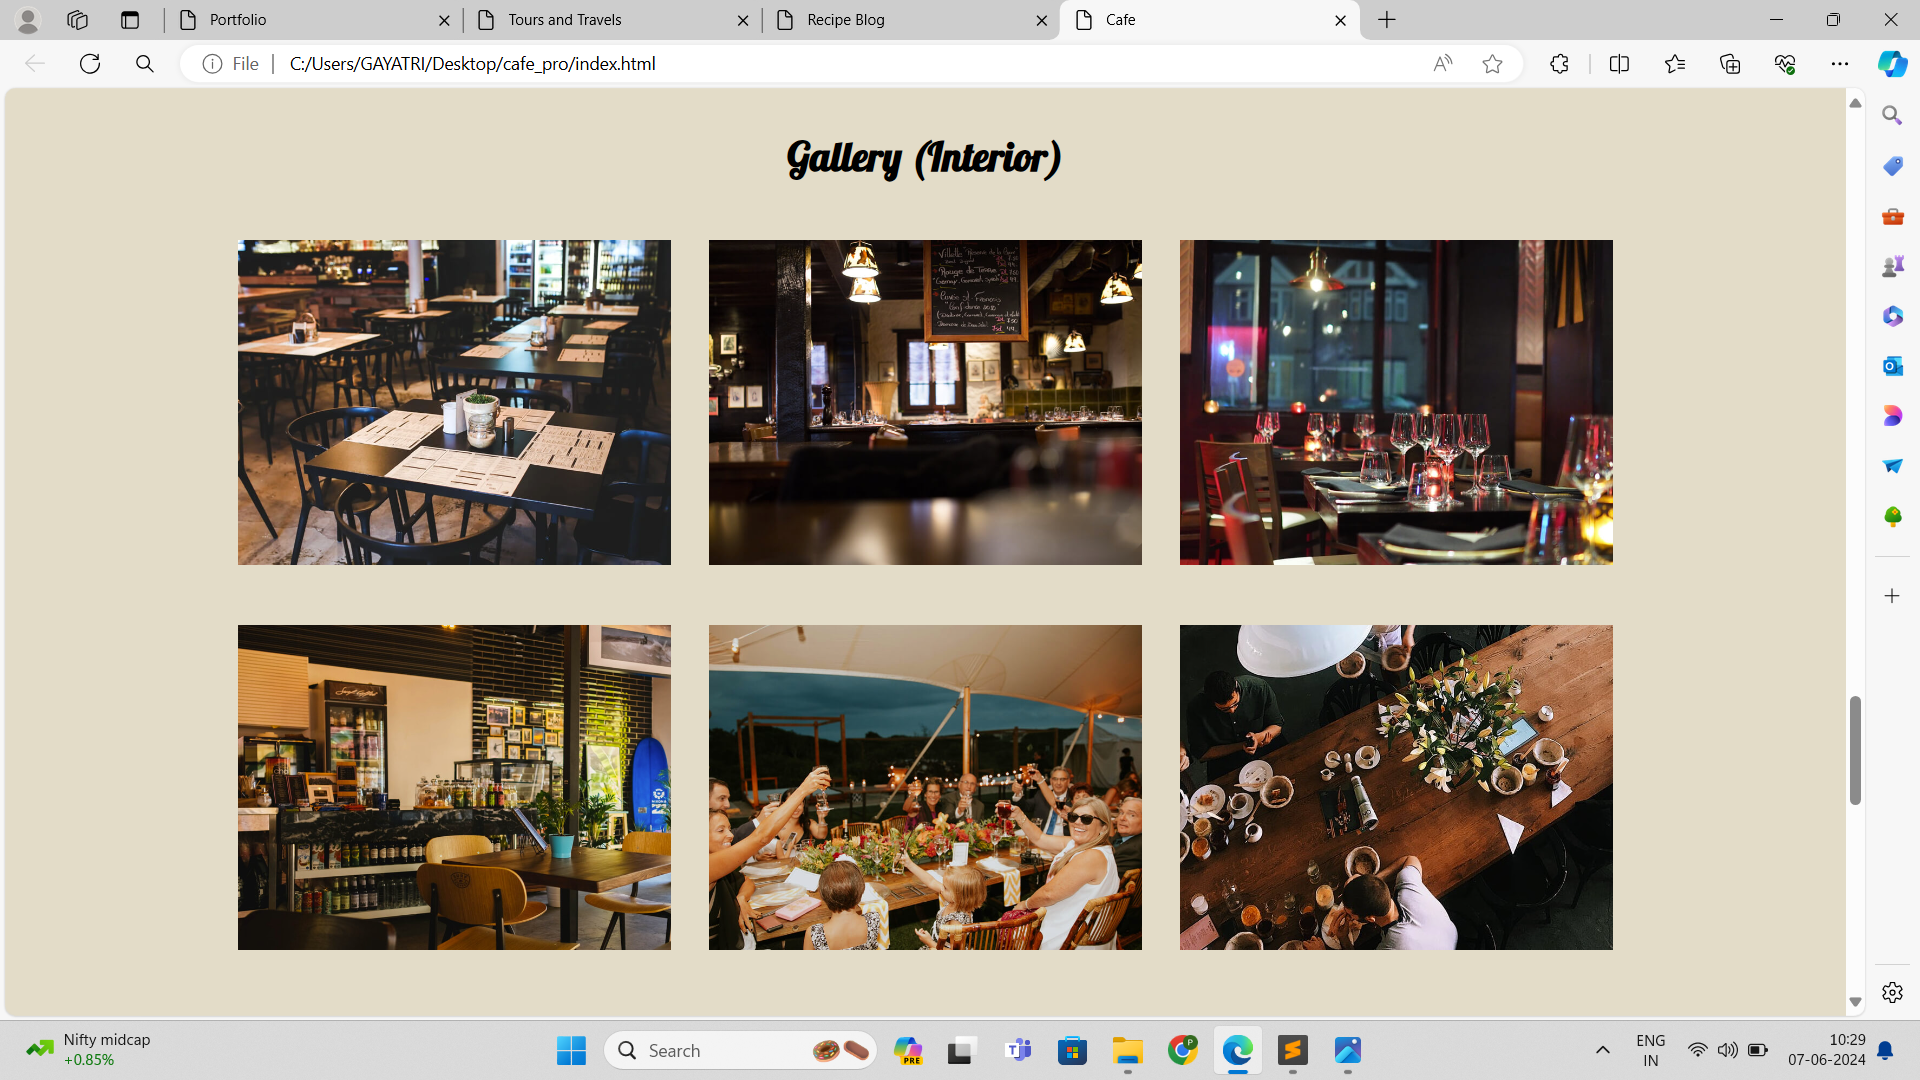 Portfolio
Tours and Travels
Recipe Blog
Cafe
File
C:/Users/GAYATRI/Desktop/cafe_pro/index.html
Gallery (Interior)
Nifty midcap
+0.85%
Search
PRE
P
ENG
IN
10:29
07-06-2024